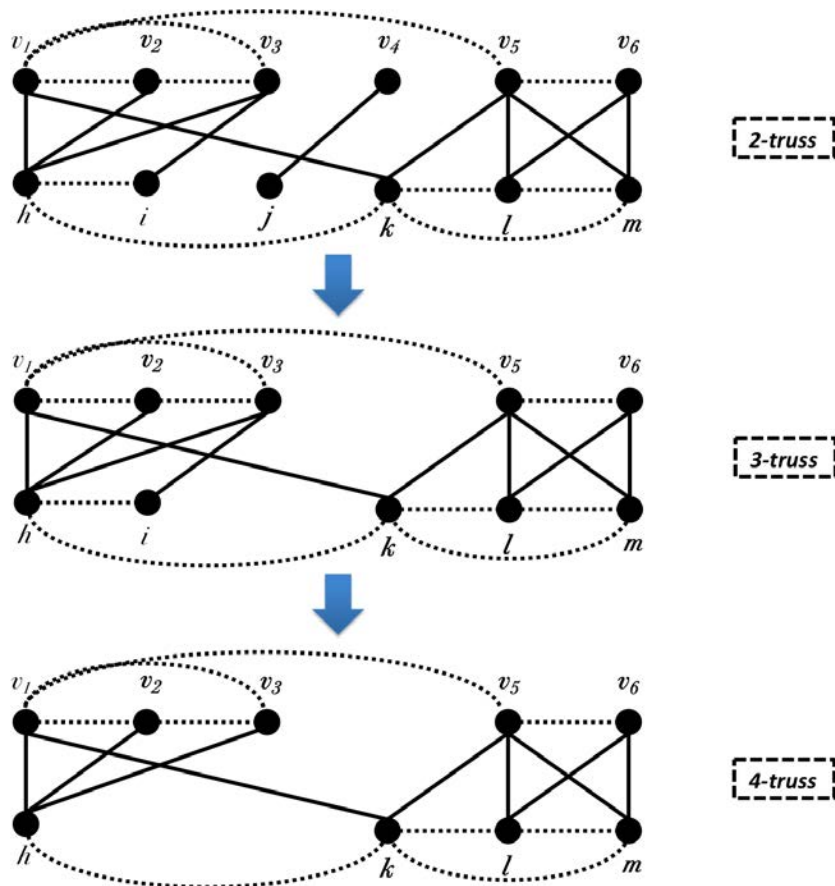 v1 v2 v3 v4 v5 v6
2-truss
h i j k l m
v1 v2 v3 v5 v6
3-truss
h i k l m
v1 v2 v3 v5 v6
4-truss
h k l m